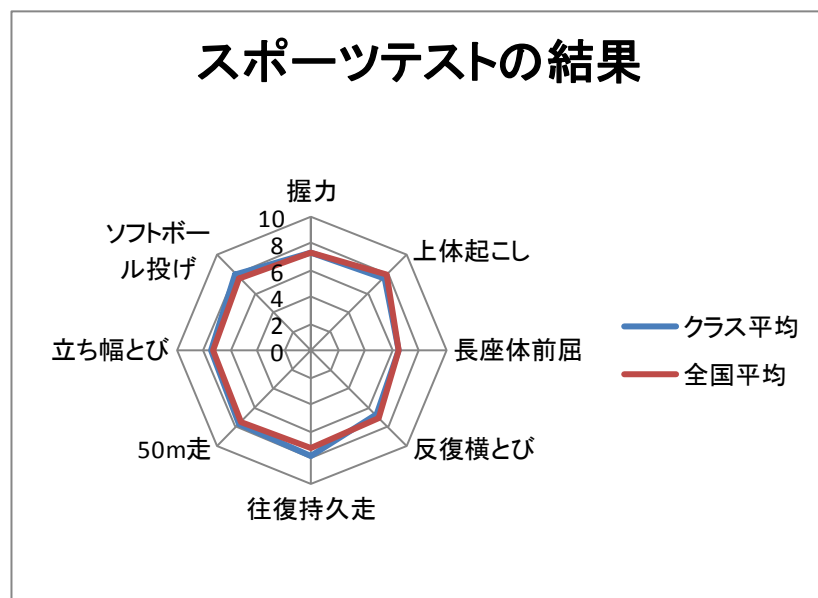 スポーツテストの結果
握力
上体起こし
長座体前屈
反復横とび
往復持久走
50m走
立ち幅とび
ソフトボー
ル投げ
10
8
6
4
2
0
クラス平均
全国平均